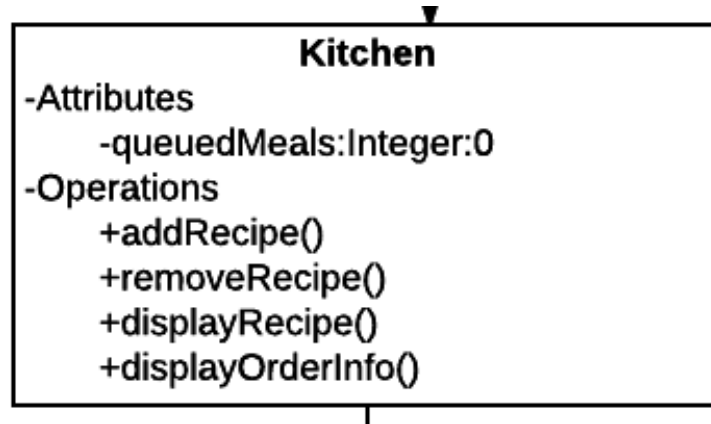 Kitchen
-Attributes
-queuedMeals:Integer:0
-Operations
+addRecipe()
+removeRecipe()
+displayRecipe()
+displayOrderInfo()